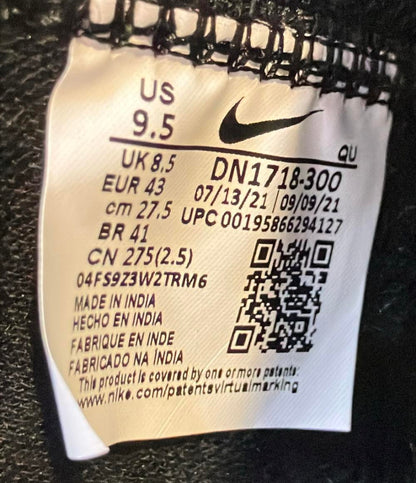 US
9.5
QU
UK 8.5
DN1718-300
EUR 43
07/13/21 | 09/09/21
cm 27.5
UPC 00195866294127
BR 41
CN 275(2.5)
04FS9Z3W2TRM6
MADE IN INDIA
HECHO EN INDIA
FABRIQUE EN INDE
FABRICADO NA ÍNDIA
This product is covered by one or more patents:
www.nike.com/patentsvirtualmarking